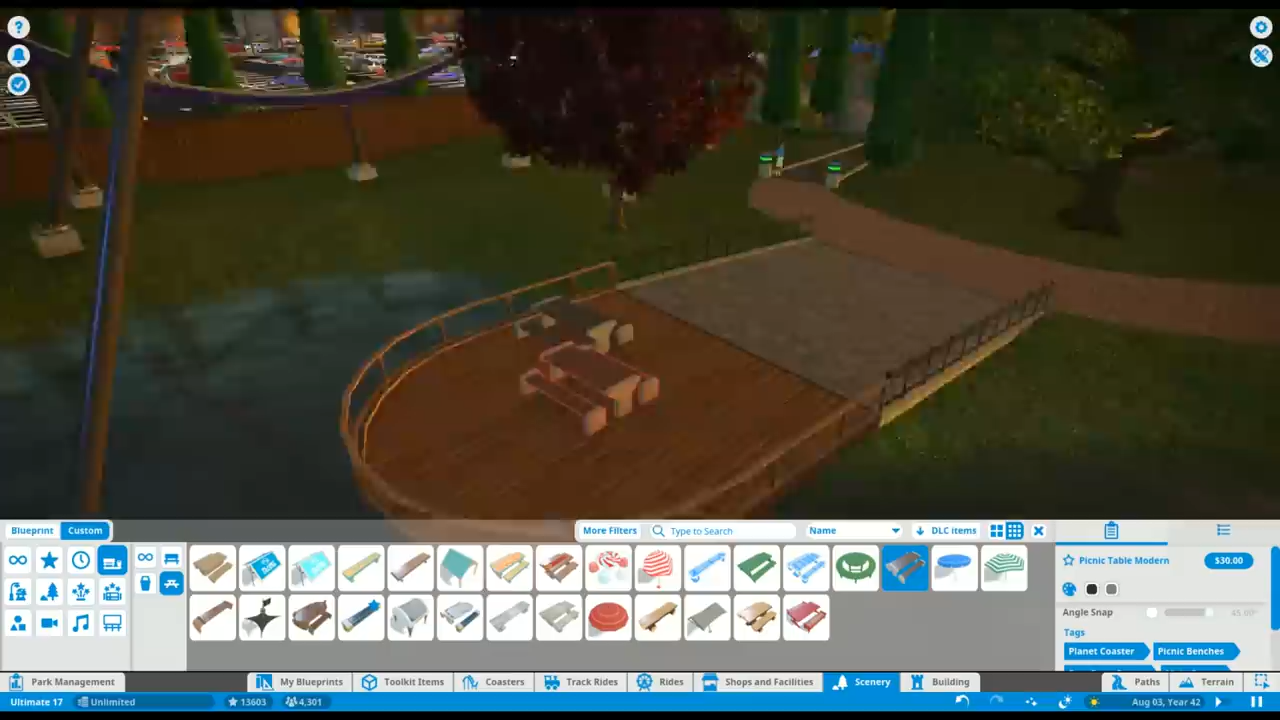 Blueprint Custom More Filters Type to Search Name DLC items
Picnic Table Modern $30.00
Angle Snap 45.00°
Tags
Planet Coaster Picnic Benches
Park Management My Blueprints Toolkit Items Coasters Track Rides Rides Shops and Facilities Scenery Building Paths Terrain
Ultimate 17 Unlimited 13603 4,301 Aug 03, Year 42